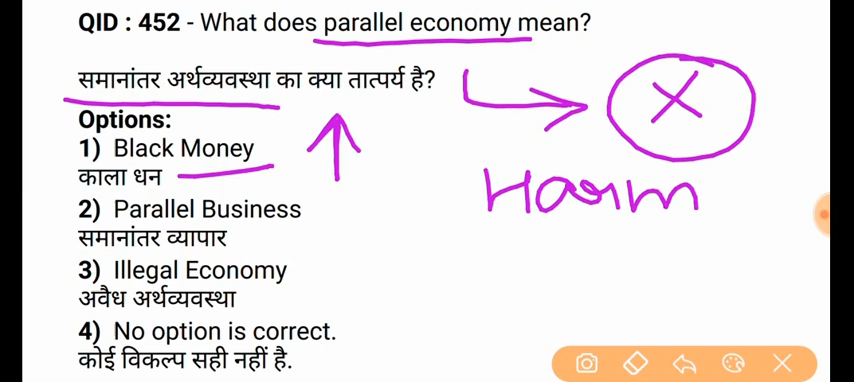 QID : 452 - What does parallel economy mean?
समानांतर अर्थव्यवस्था का क्या तात्पर्य है?
Options:
1) Black Money
काला धन
2) Parallel Business
समानांतर व्यापार
3) Illegal Economy
अवैध अर्थव्यवस्था
4) No option is correct.
कोई विकल्प सही नहीं है.